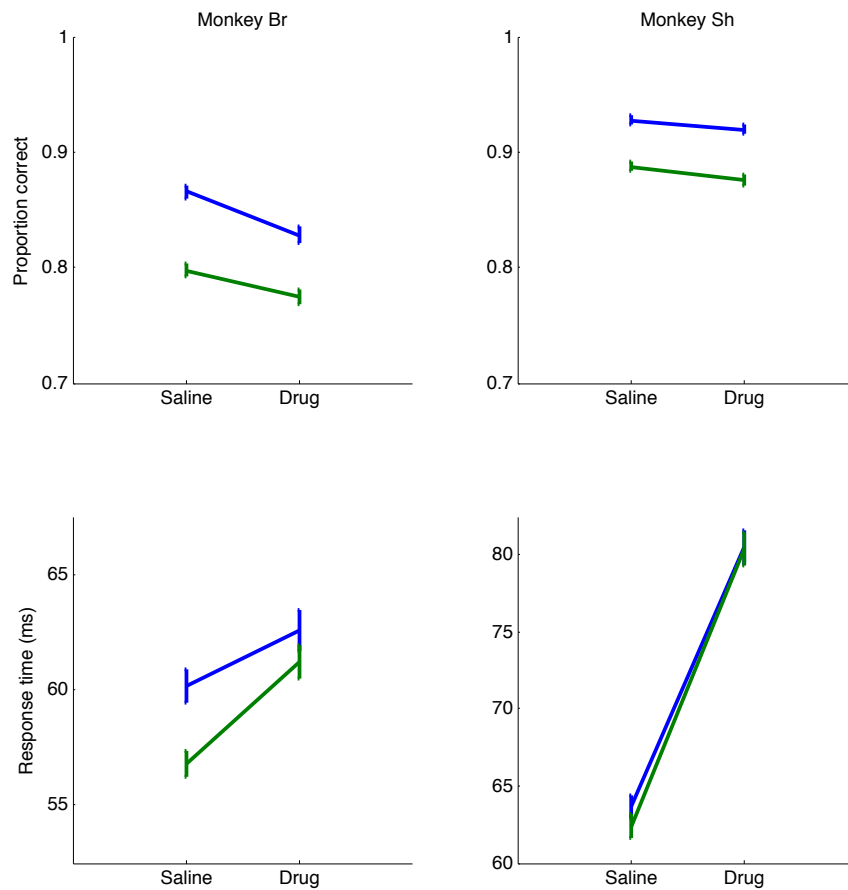 Monkey Br
Monkey Sh
1
0.9
0.8
0.7
Proportion correct
Saline Drug
1
0.9
0.8
0.7
Saline Drug
65
60
55
Response time (ms)
Saline Drug
80
75
70
65
60
Saline Drug